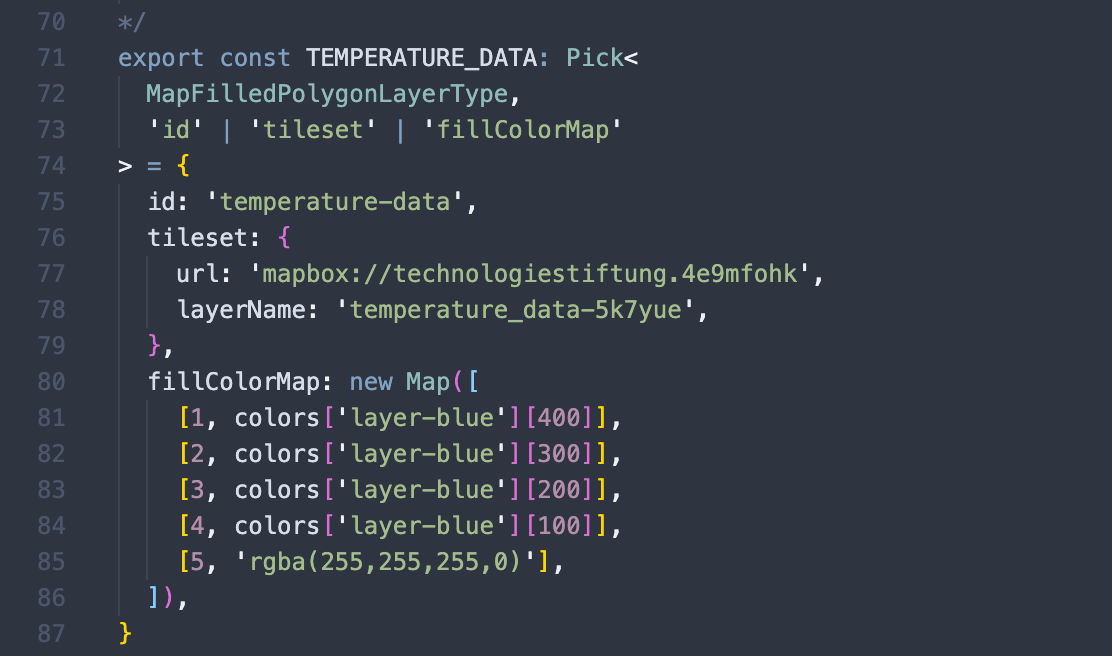 70 */
71 export const TEMPERATURE_DATA: Pick<
72 MapFilledPolygonLayerType,
73 'id' | 'tileset' | 'fillColorMap'
74 > = {
75 id: 'temperature-data',
76 tileset: {
77 url: 'mapbox://technologiestiftung.4e9mfohk',
78 layerName: 'temperature_data-5k7yue',
79 },
80 fillColorMap: new Map([
81 [1, colors['layer-blue'][400]],
82 [2, colors['layer-blue'][300]],
83 [3, colors['layer-blue'][200]],
84 [4, colors['layer-blue'][100]],
85 [5, 'rgba(255,255,255,0)'],
86 ]),
87 }